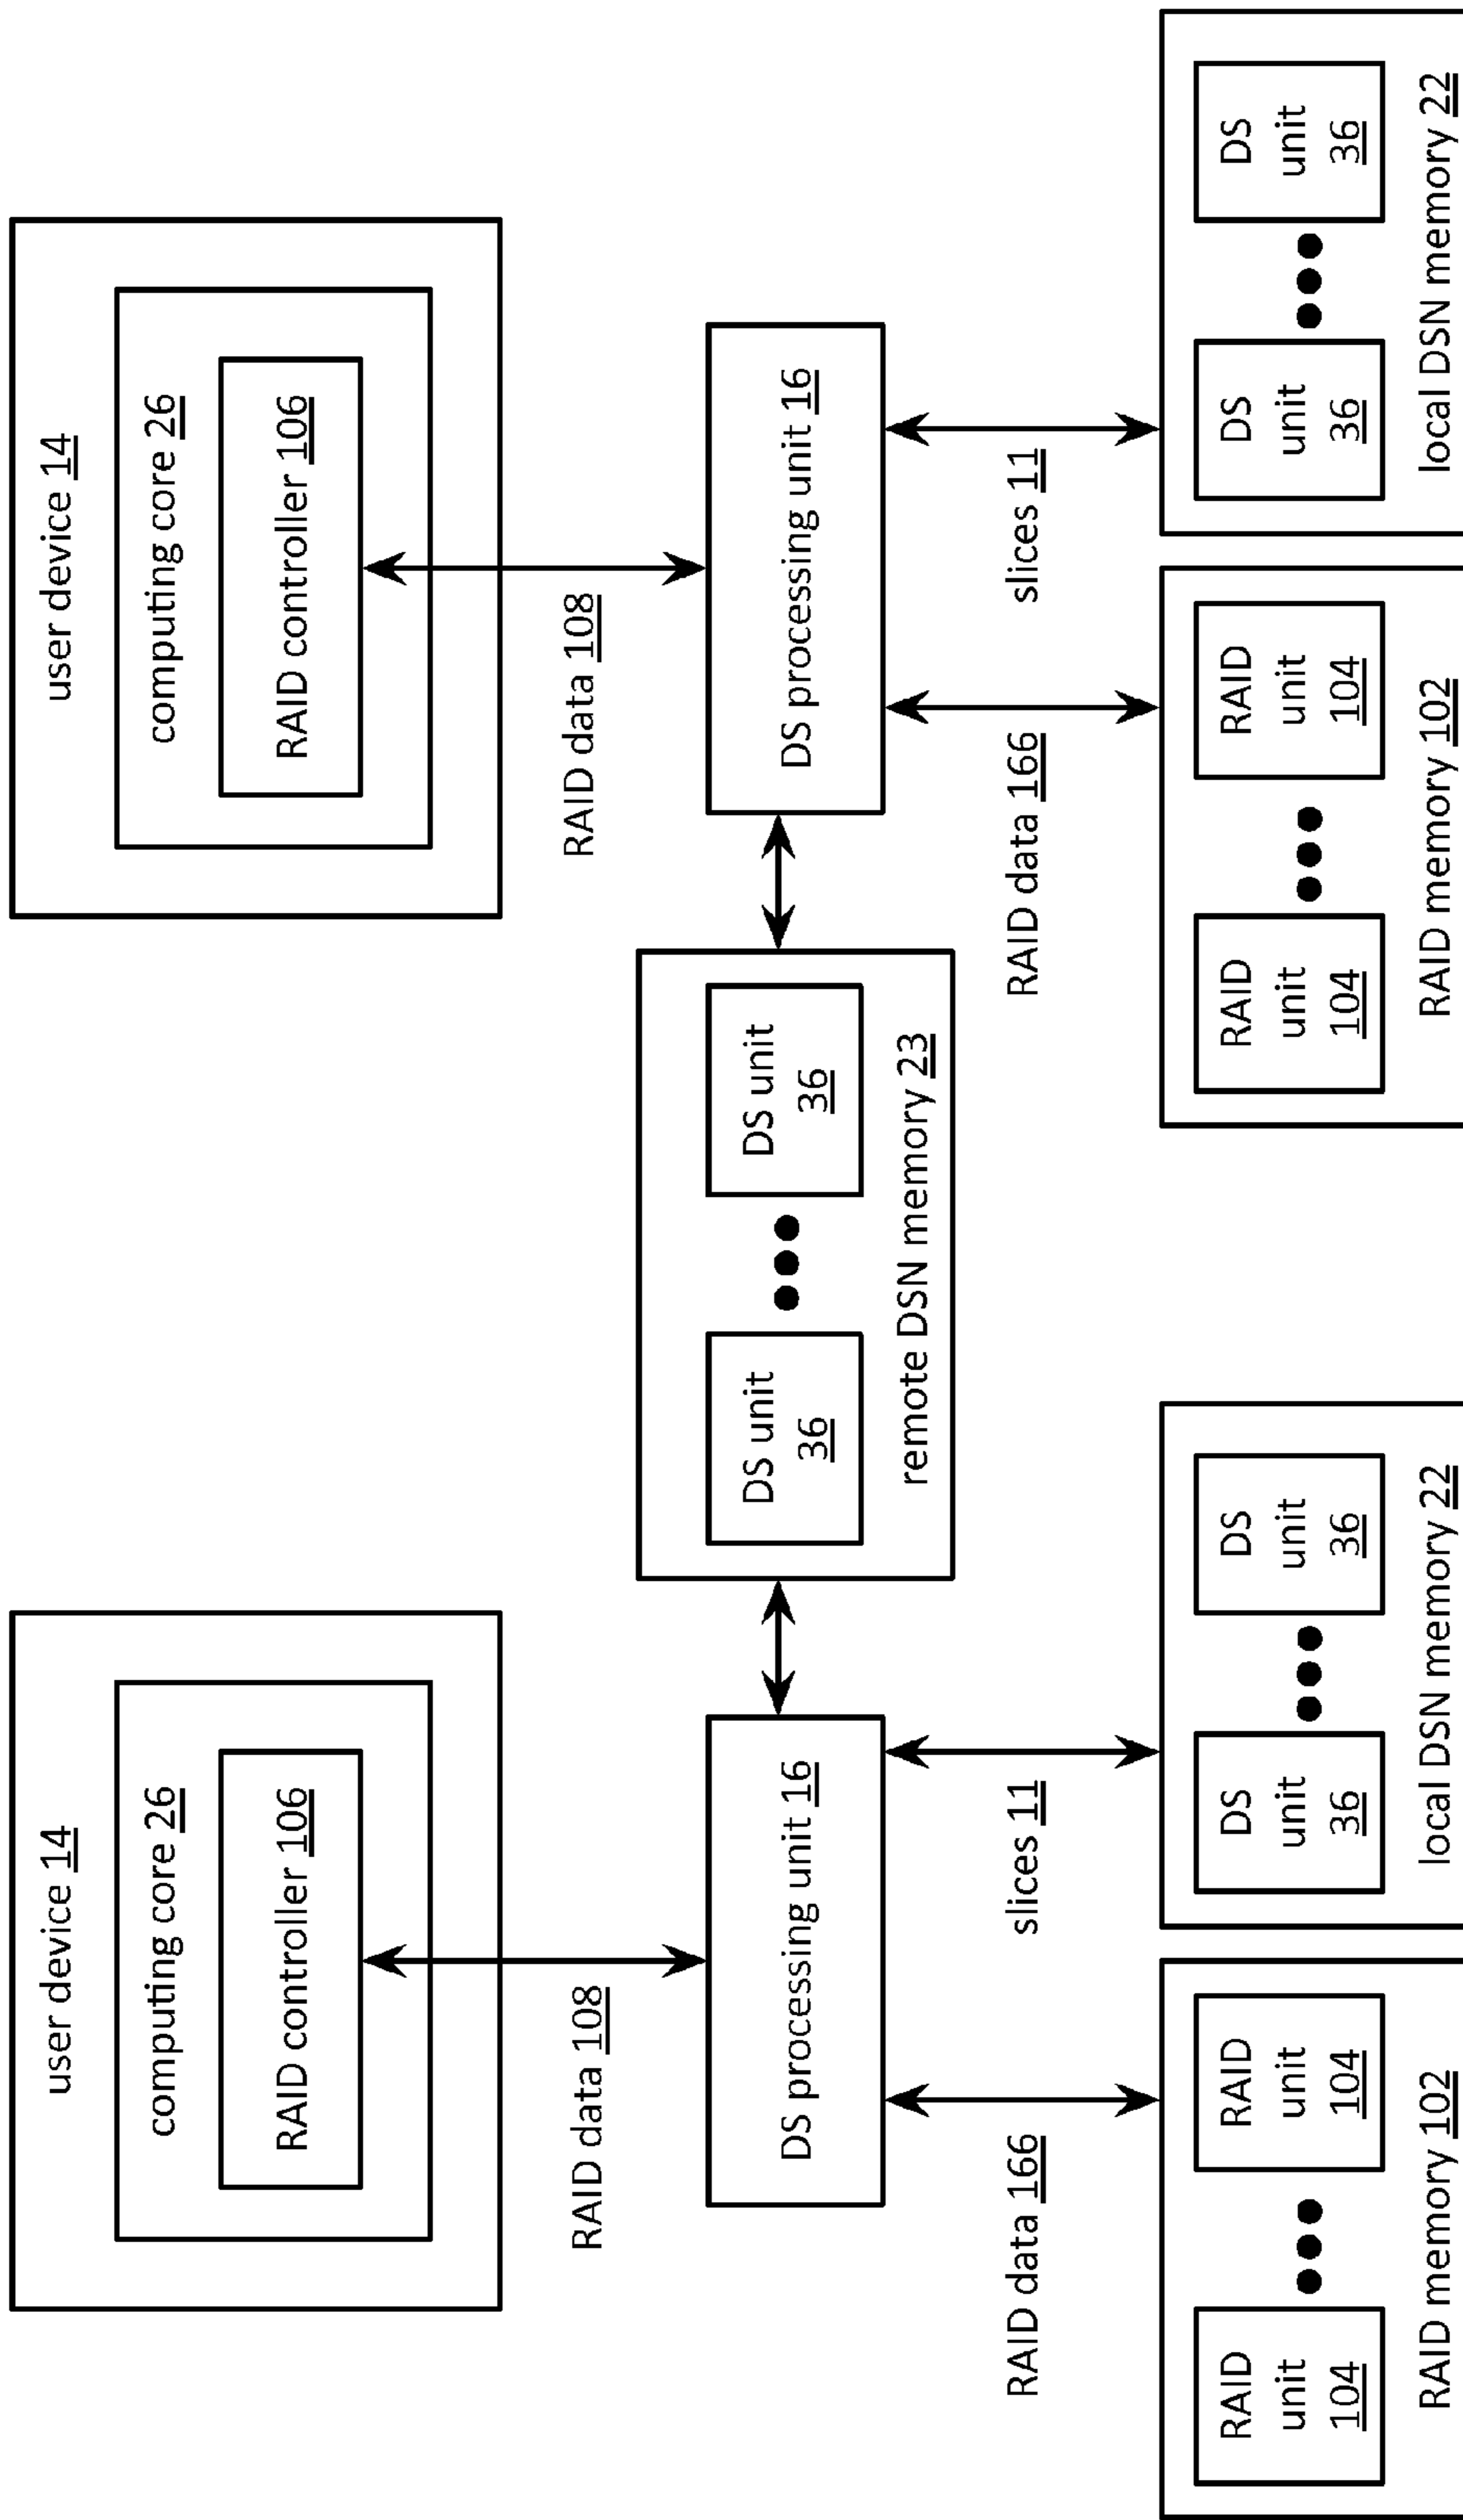 user device 14
computing core 26
RAID controller 106
RAID data 108
DS processing unit 16
RAID data 166
slices 11
RAID
unit
104
RAID
unit
104
RAID memory 102
DS
unit
36
DS
unit
36
local DSN memory 22
DS unit
36
DS unit
36
remote DSN memory 23
user device 14
computing core 26
RAID controller 106
RAID data 108
DS processing unit 16
RAID data 166
slices 11
RAID
unit
104
RAID
unit
104
RAID memory 102
DS
unit
36
DS
unit
36
local DSN memory 22